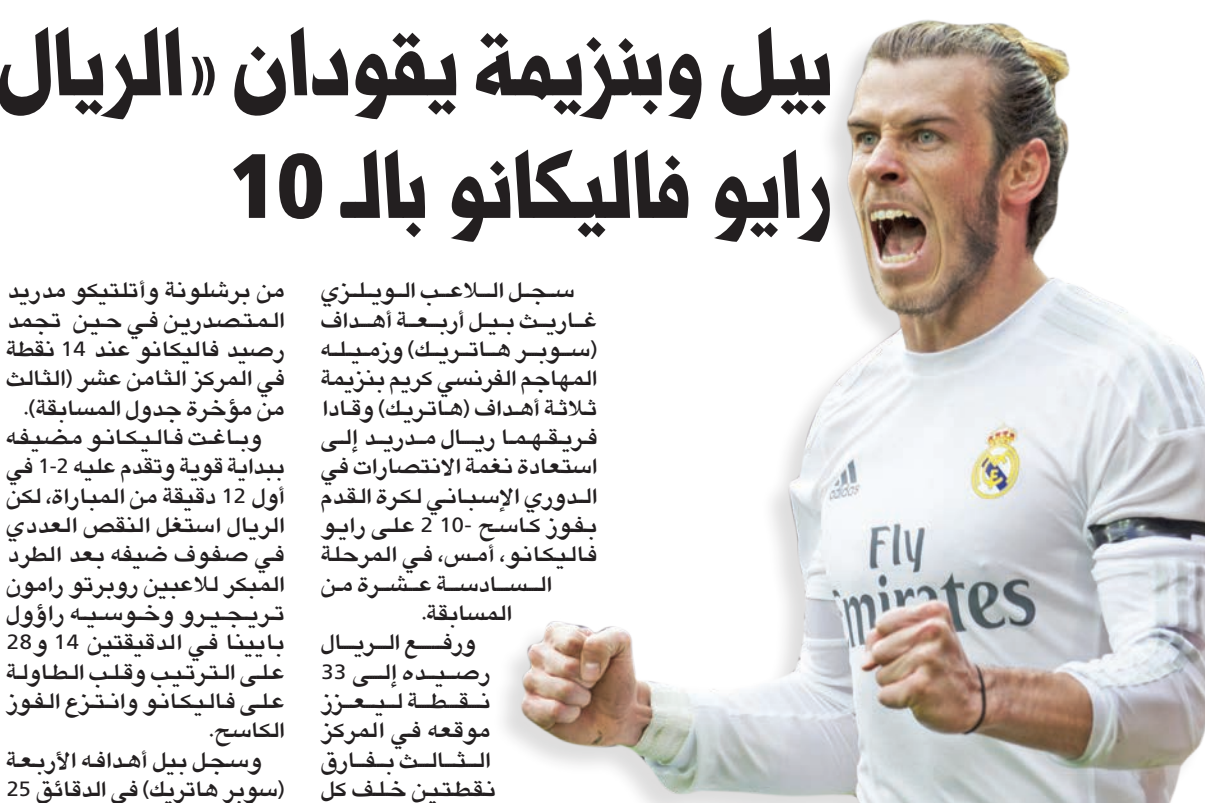 بيل وبنزيمة يقودان «الريال
رايو فاليكانو بالـ 10
سجل اللاعب الويلزي
غاريث بيل أربعة أهداف
(سوبر هاتريك) وزميله
المهاجم الفرنسي كريم بنزيمة
ثلاثة أهداف (هاتريك) وقادا
فريقهما ريال مدريد إلى
استعادة نغمة الانتصارات في
الدوري الإسباني لكرة القدم
بفوز كاسح -10 2 على رايو
فاليكانو، أمس، في المرحلة
السادسة عشرة من
المسابقة.
ورفع الريال
رصيده إلى 33
نقطة ليعزز
موقعه في المركز
الثالث بفارق
نقطتين خلف كل
من برشلونة وأتلتيكو مدريد
المتصدرين في حين تجمد
رصيد فاليكانو عند 14 نقطة
في المركز الثامن عشر (الثالث
من مؤخرة جدول المسابقة).
وباغت فاليكانو مضيفه
ببداية قوية وتقدم عليه 2-1 في
أول 12 دقيقة من المباراة، لكن
الريال استغل النقص العددي
في صفوف ضيفه بعد الطرد
المبكر للاعبين روبرتو رامون
تريجيرو وخوسيه راؤول
بايينا في الدقيقتين 14 و28
على الترتيب وقلب الطاولة
على فاليكانو وانتزع الفوز
الكاسح.
وسجل بيل أهدافه الأربعة
(سوبر هاتريك) في الدقائق 25
adidas
Fly
Emirates